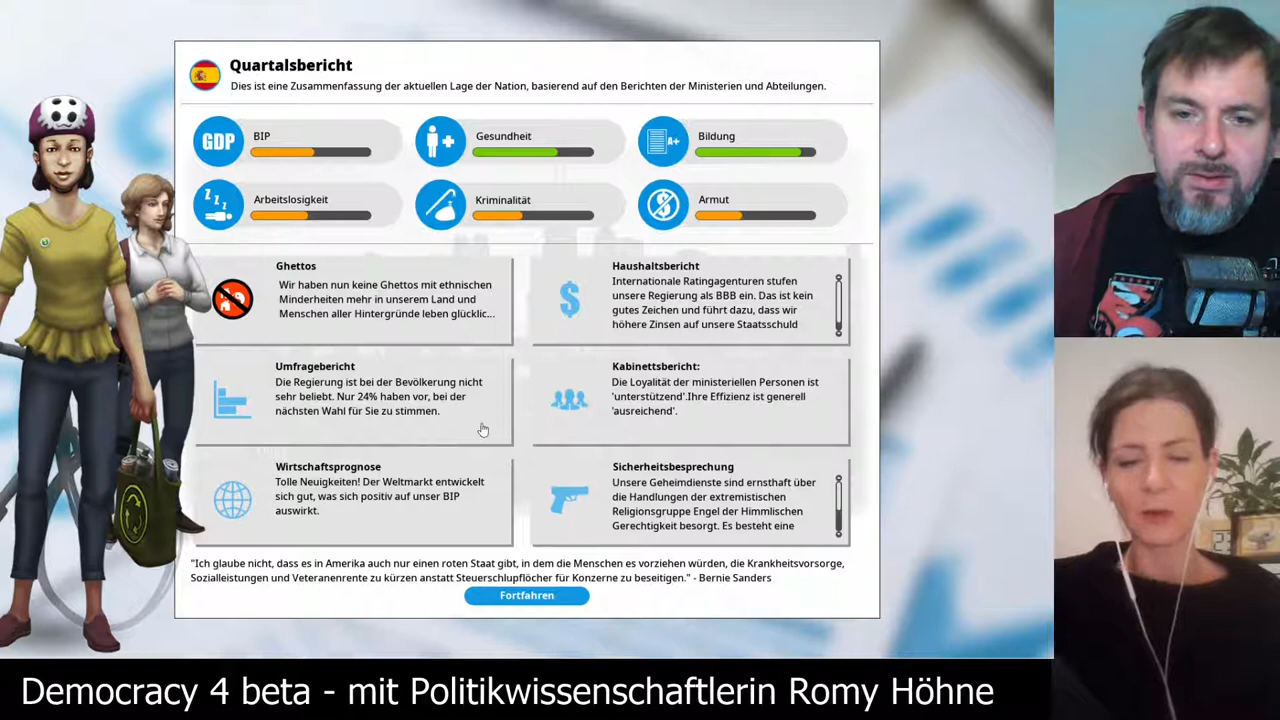 Quartalsbericht
Dies ist eine Zusammenfassung der aktuellen Lage der Nation, basierend auf den Berichten der Ministerien und Abteilungen.
GDP
BIP
Gesundheit
A+
Bildung
Z Z Z
Arbeitslosigkeit
Kriminalität
$
Armut
Ghettos
Wir haben nun keine Ghettos mit ethnischen
Minderheiten mehr in unserem Land und
Menschen aller Hintergründe leben glücklic...
Haushaltsbericht
Internationale Ratingagenturen stufen
unsere Regierung als BBB ein. Das ist kein
gutes Zeichen und führt dazu, dass wir
höhere Zinsen auf unsere Staatsschuld
$
Umfragebericht
Die Regierung ist bei der Bevölkerung nicht
sehr beliebt. Nur 24% haben vor, bei der
nächsten Wahl für Sie zu stimmen.
Kabinettsbericht:
Die Loyalität der ministeriellen Personen ist
'unterstützend'.Ihre Effizienz ist generell
'ausreichend'.
Wirtschaftsprognose
Tolle Neuigkeiten! Der Weltmarkt entwickelt
sich gut, was sich positiv auf unser BIP
auswirkt.
Sicherheitsbesprechung
Unsere Geheimdienste sind ernsthaft über
die Handlungen der extremistischen
Religionsgruppe Engel der Himmlischen
Gerechtigkeit besorgt. Es besteht eine
"Ich glaube nicht, dass es in Amerika auch nur einen roten Staat gibt, in dem die Menschen es vorziehen würden, die Krankheitsvorsorge,
Sozialleistungen und Veteranenrente zu kürzen anstatt Steuerschlupflöcher für Konzerne zu beseitigen." - Bernie Sanders
Fortfahren
Democracy 4 beta - mit Politikwissenschaftlerin Romy Höhne